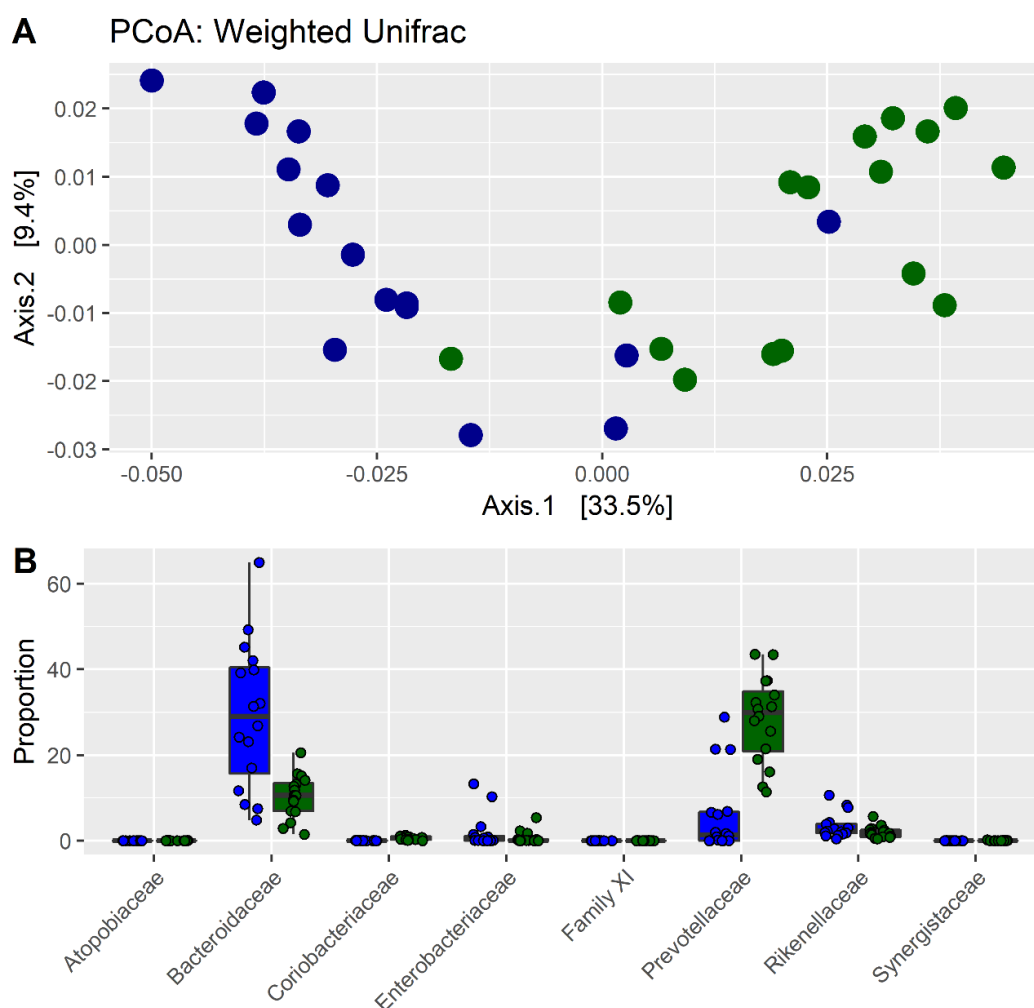 A PCoA: Weighted Unifrac
Axis.2 [9.4%]
0.02
0.01
0.00
-0.01
-0.02
-0.03
-0.050 -0.025 0.000 0.025
Axis.1 [33.5%]
B
Proportion
60
40
20
0
Atopobiaceae
Bacteroidaceae
Coriobacteriaceae
Enterobacteriaceae
Family XI
Prevotellaceae
Rikenellaceae
Synergistaceae